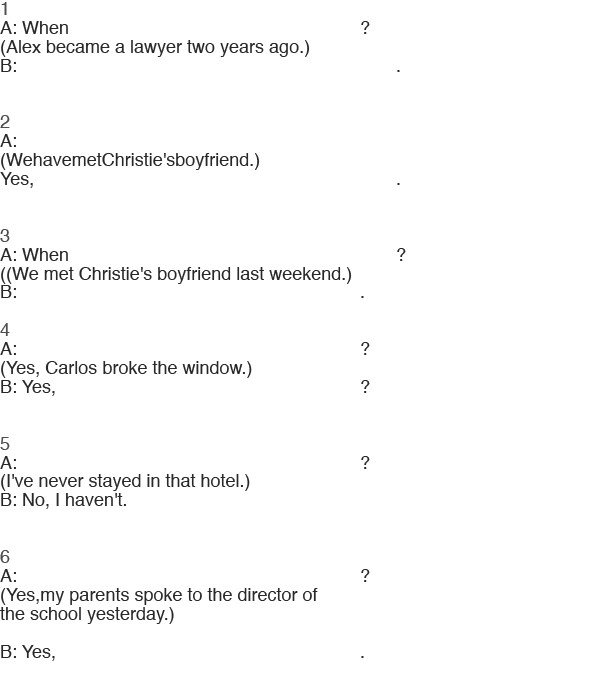 1
A: When ?
(Alex became a lawyer two years ago.)
B: .
2
A:
(WehavemetChristie'sboyfriend.)
Yes, .
3
A: When ?
((We met Christie's boyfriend last weekend.)
B: .
4
A: ?
(Yes, Carlos broke the window.)
B: Yes, ?
5
A: ?
(I've never stayed in that hotel.)
B: No, I haven't.
6
A: ?
(Yes,my parents spoke to the director of
the school yesterday.)
B: Yes, .